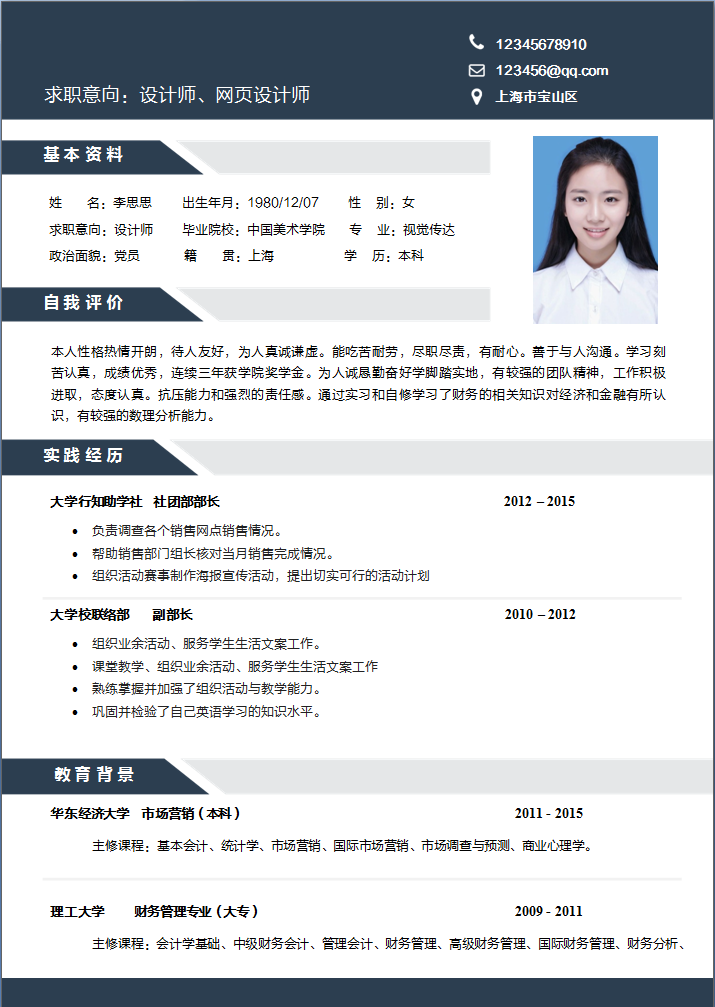 12345678910
123456@qq.com
求职意向：设计师、网页设计师
上海市宝山区
基本资料
姓 名：李思思 出生年月：1980/12/07 性 别：女
求职意向：设计师 毕业院校：中国美术学院 专 业：视觉传达
政治面貌：党员 籍 贯：上海 学 历：本科
自我评价
本人性格热情开朗，待人友好，为人真诚谦虚。能吃苦耐劳，尽职尽责，有耐心。善于与人沟通。学习刻
苦认真，成绩优秀，连续三年获学院奖学金。为人诚恳勤奋好学脚踏实地，有较强的团队精神，工作积极
进取，态度认真。抗压能力和强烈的责任感。通过实习和自修学习了财务的相关知识对经济和金融有所认
识，有较强的数理分析能力。
实践经历
大学行知助学社 社团部部长 2012 – 2015
• 负责调查各个销售网点销售情况。
• 帮助销售部门组长核对当月销售完成情况。
• 组织活动赛事制作海报宣传活动，提出切实可行的活动计划
大学校联络部 副部长 2010 – 2012
• 组织业余活动、服务学生生活文案工作。
• 课堂教学、组织业余活动、服务学生生活文案工作
• 熟练掌握并加强了组织活动与教学能力。
• 巩固并检验了自己英语学习的知识水平。
教育背景
华东经济大学 市场营销（本科） 2011 - 2015
主修课程：基本会计、统计学、市场营销、国际市场营销、市场调查与预测、商业心理学。
理工大学 财务管理专业（大专） 2009 - 2011
主修课程：会计学基础、中级财务会计、管理会计、财务管理、高级财务管理、国际财务管理、财务分析、